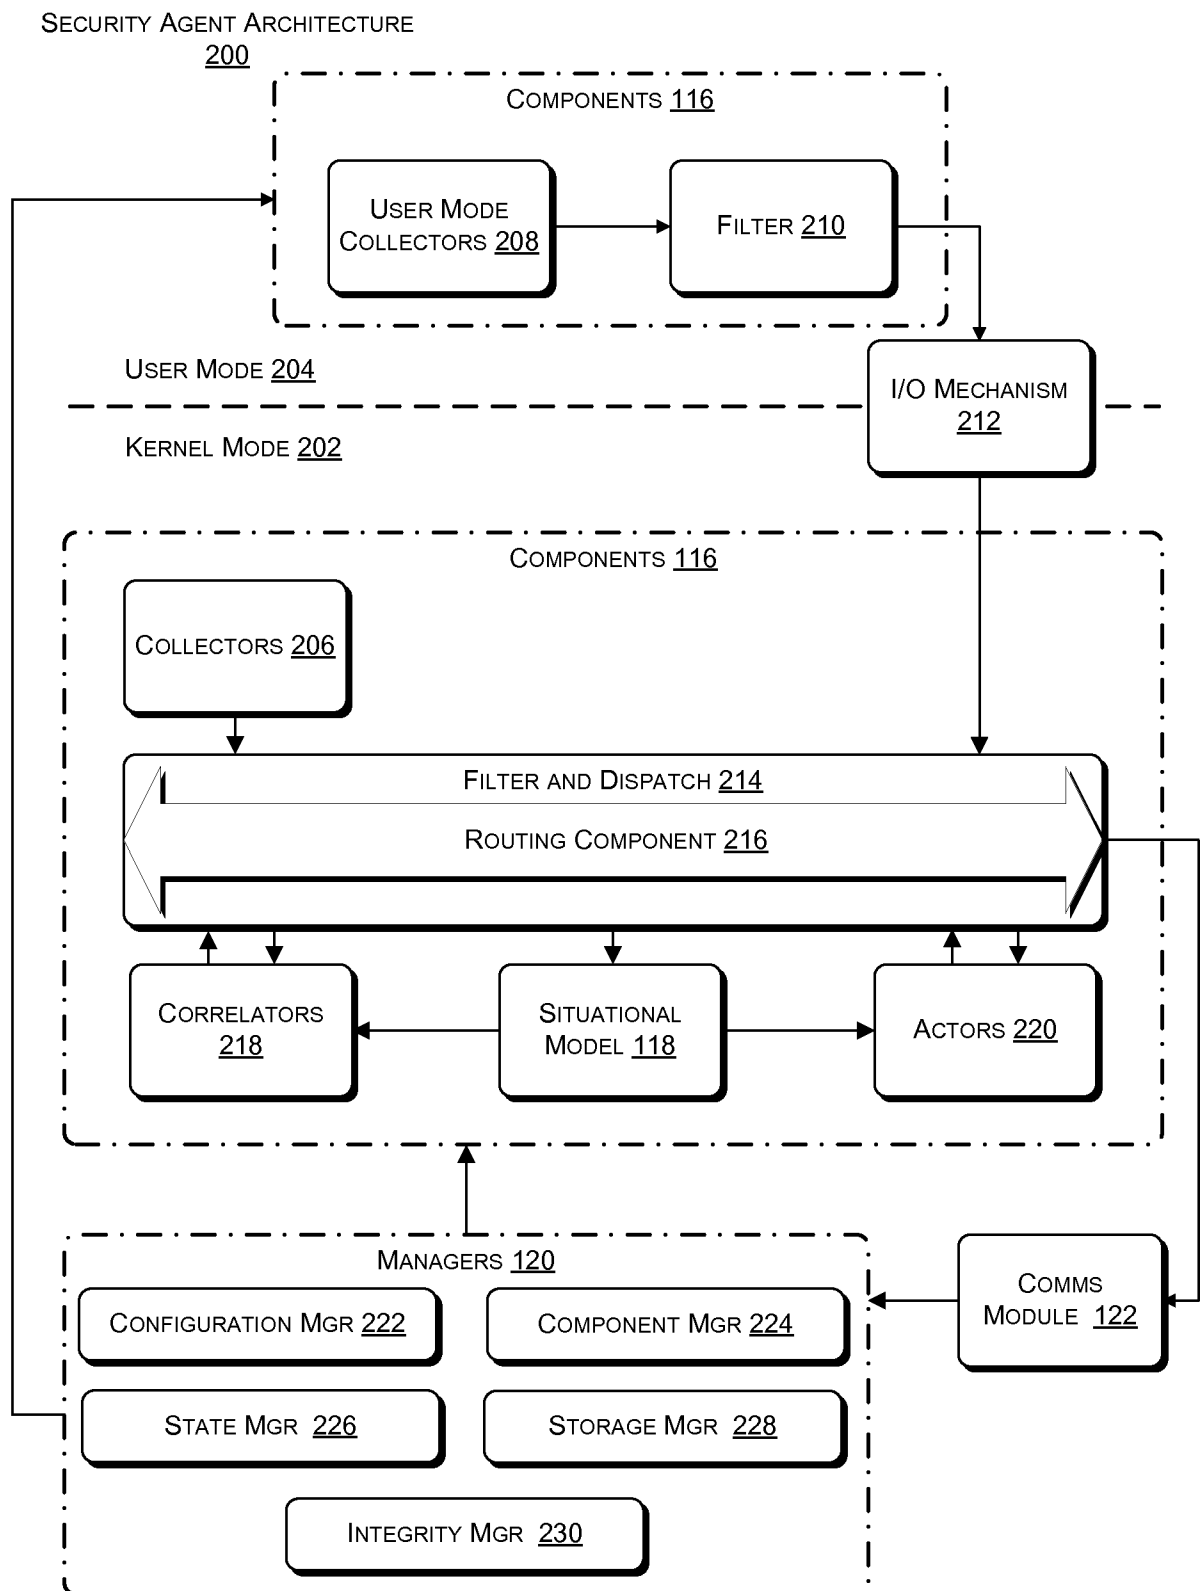 SECURITY AGENT ARCHITECTURE
200
COMPONENTS 116
USER MODE
COLLECTORS 208
FILTER 210
USER MODE 204
I/O MECHANISM
212
KERNEL MODE 202
COMPONENTS 116
COLLECTORS 206
FILTER AND DISPATCH 214
ROUTING COMPONENT 216
CORRELATORS
218
SITUATIONAL
MODEL 118
ACTORS 220
MANAGERS 120
CONFIGURATION MGR 222
COMPONENT MGR 224
COMMS
MODULE 122
STATE MGR 226
STORAGE MGR 228
INTEGRITY MGR 230